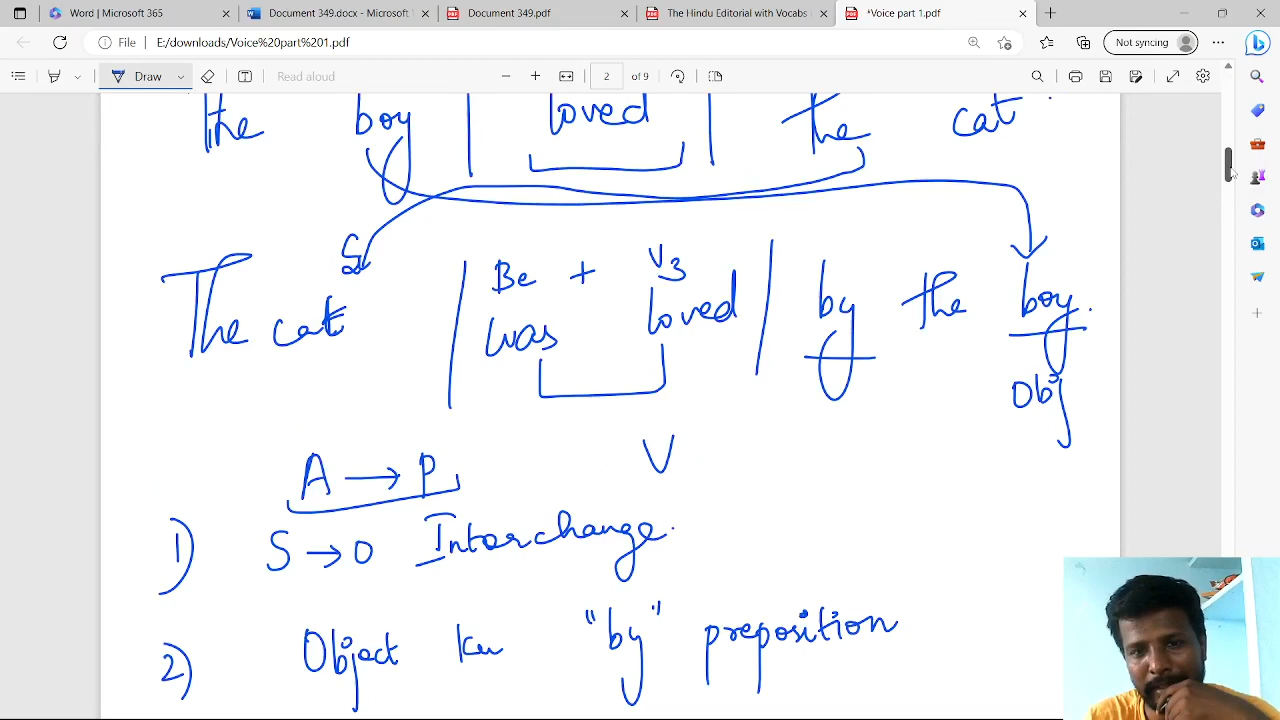 Word | Microsoft 365
Document 349.docx - Microsoft
Document 349.pdf
The Hindu Editorial with Vocabs
*Voice part 1.pdf
File
E:/downloads/Voice%20part%201.pdf
Not syncing
Draw
Read aloud
2
of 9
The boy | loved | the cat.
S
Be + V3
The cat | was loved | by the boy.
Obj
V
A → P
1) S → O Interchange.
2) Object ku "by" preposition